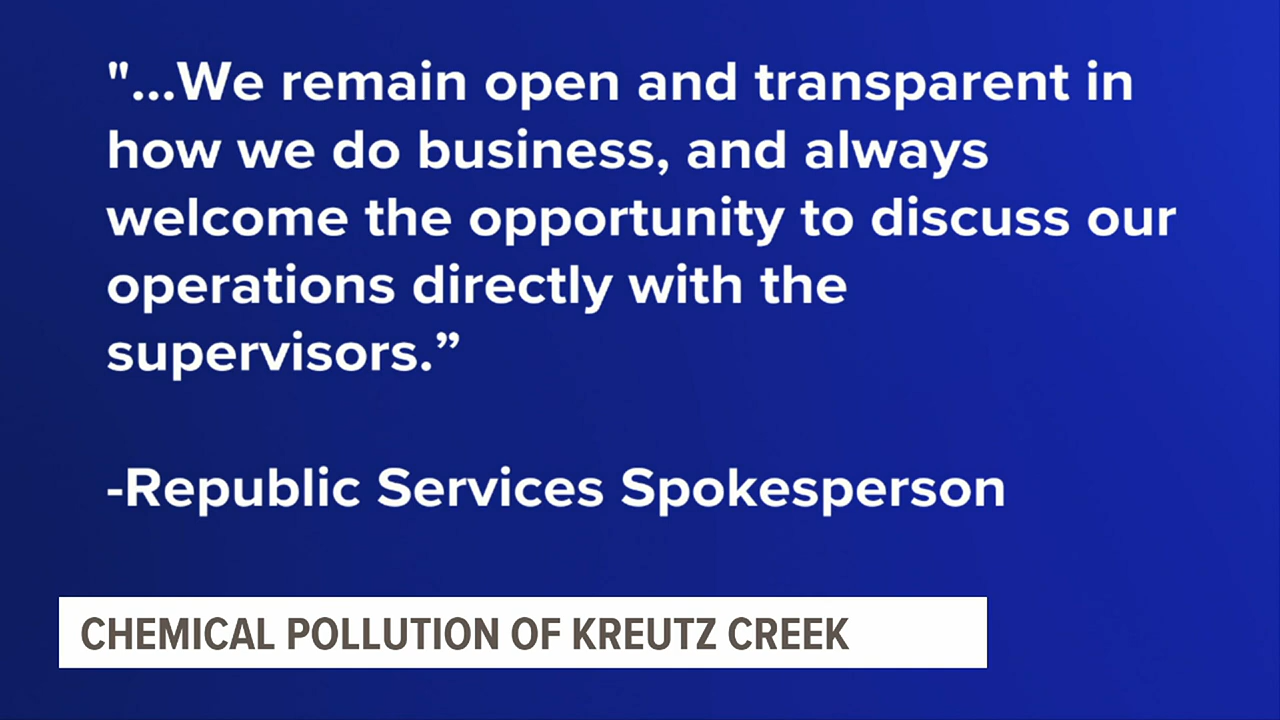 "...We remain open and transparent in
how we do business, and always
welcome the opportunity to discuss our
operations directly with the
supervisors.”
-Republic Services Spokesperson
CHEMICAL POLLUTION OF KREUTZ CREEK